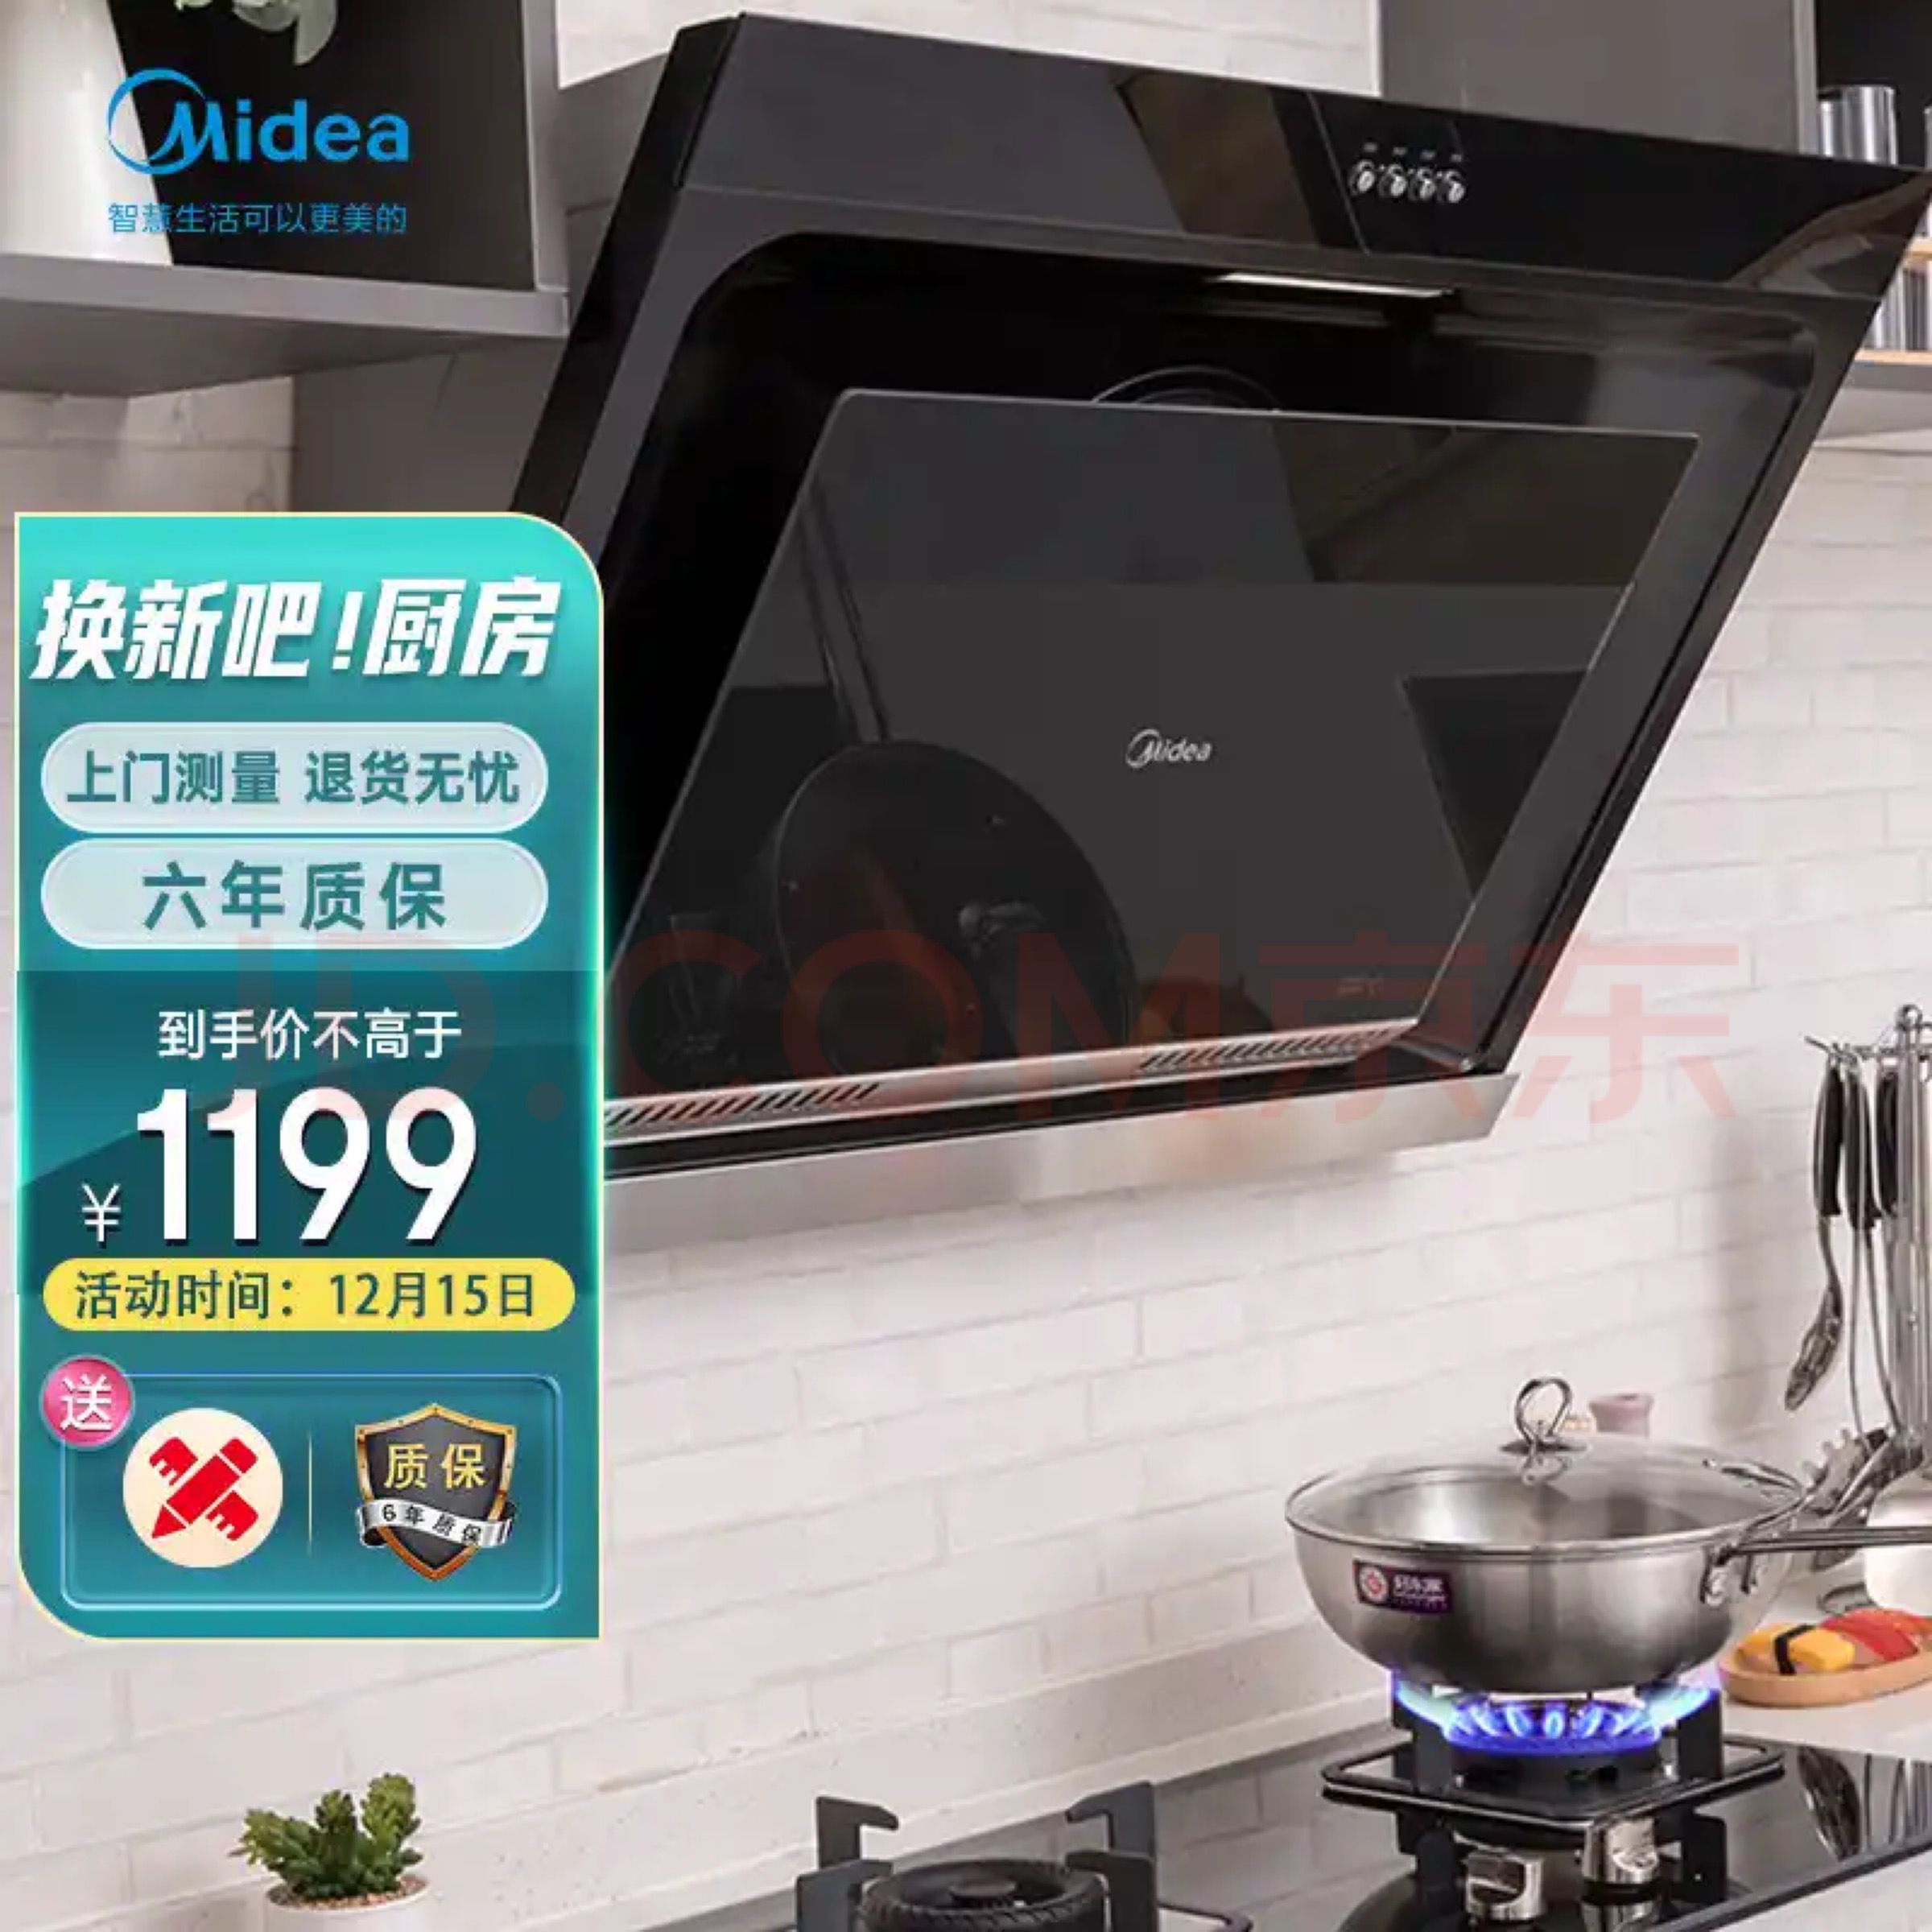 Midea
智慧生活可以更美的
Midea
换新吧！厨房
上门测量 退货无忧
六年质保
JD.COM京东
到手价不高于
¥1199
活动时间：12月15日
送
质保
6年质保